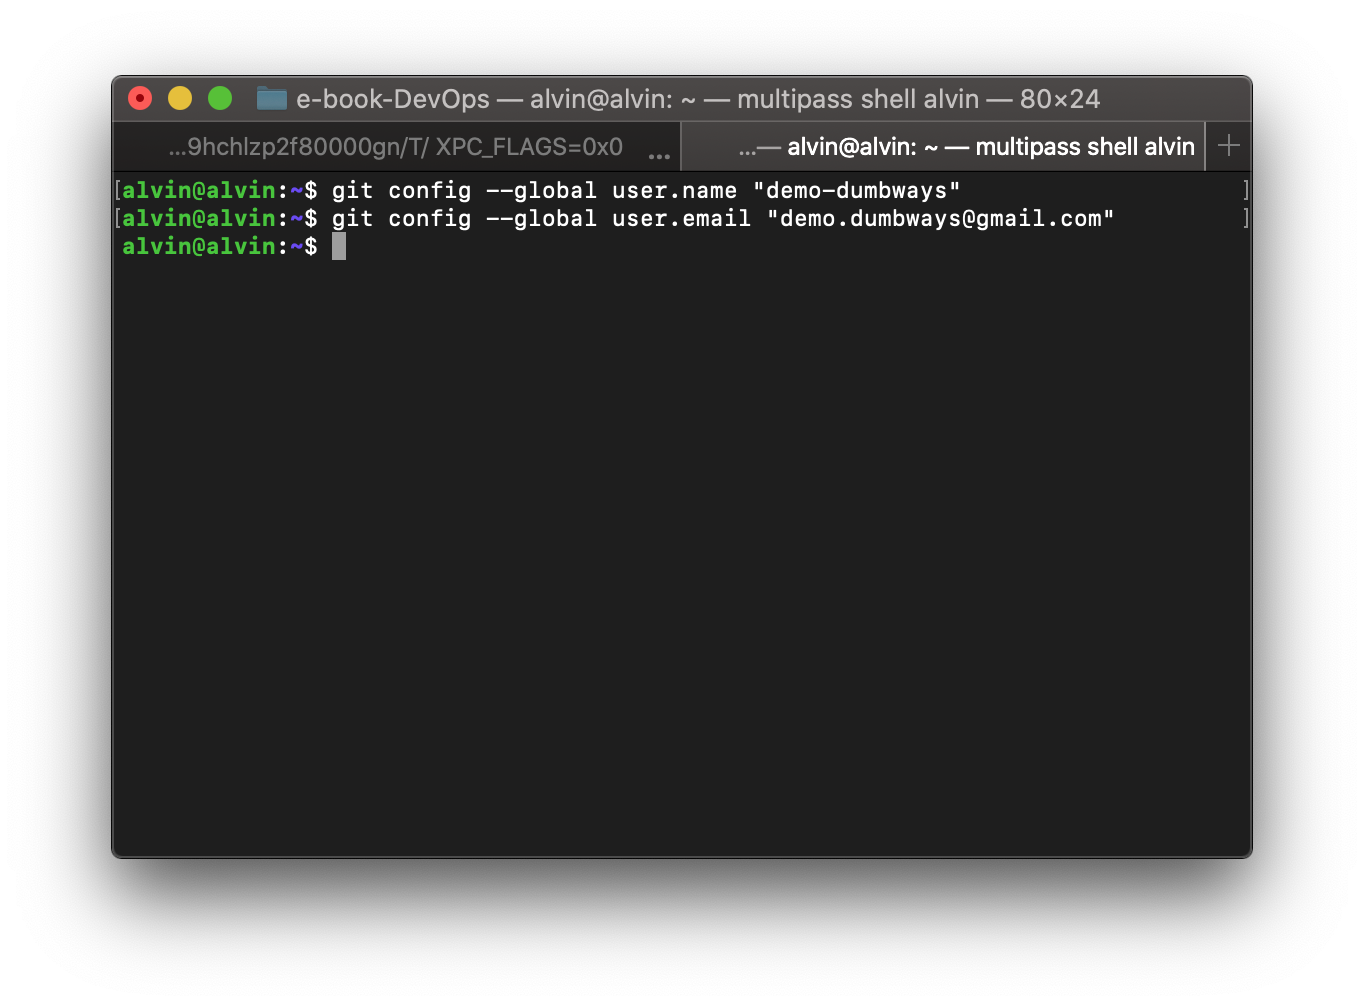 e-book-DevOps — alvin@alvin: ~ — multipass shell alvin — 80×24
...9hchlzp2f80000gn/T/ XPC_FLAGS=0x0 ...
...— alvin@alvin: ~ — multipass shell alvin +
[alvin@alvin:~$ git config --global user.name "demo-dumbways" ]
[alvin@alvin:~$ git config --global user.email "demo.dumbways@gmail.com" ]
alvin@alvin:~$